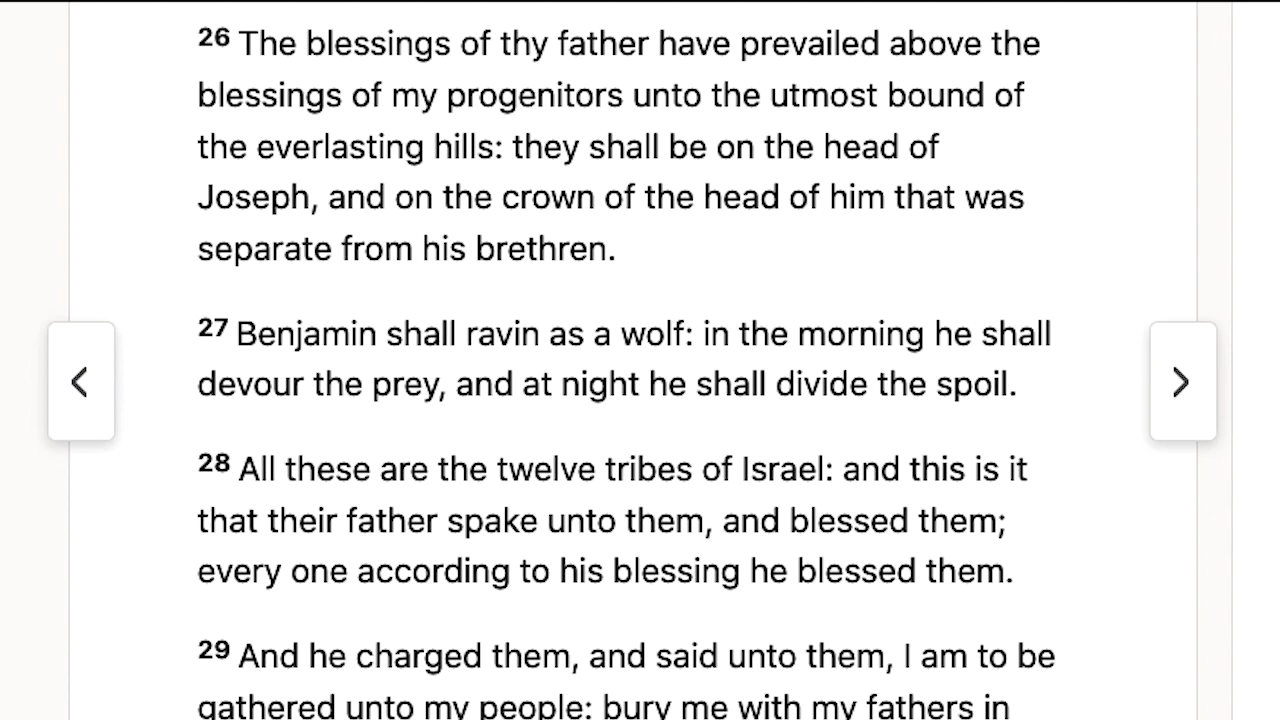 26 The blessings of thy father have prevailed above the
blessings of my progenitors unto the utmost bound of
the everlasting hills: they shall be on the head of
Joseph, and on the crown of the head of him that was
separate from his brethren.
27 Benjamin shall ravin as a wolf: in the morning he shall
devour the prey, and at night he shall divide the spoil.
28 All these are the twelve tribes of Israel: and this is it
that their father spake unto them, and blessed them;
every one according to his blessing he blessed them.
29 And he charged them, and said unto them, I am to be
gathered unto my people: bury me with my fathers in